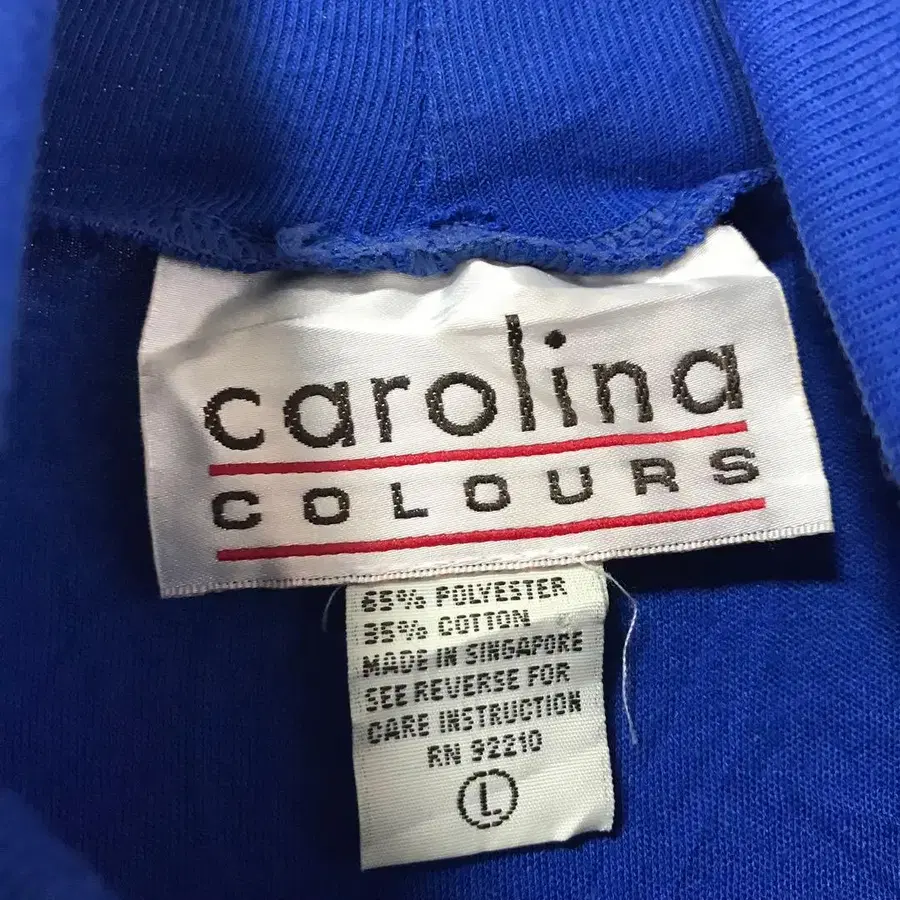 carolina
COLOURS
65% POLYESTER
35% COTTON
MADE IN SINGAPORE
SEE REVERSE FOR
CARE INSTRUCTION
RN 92210
L